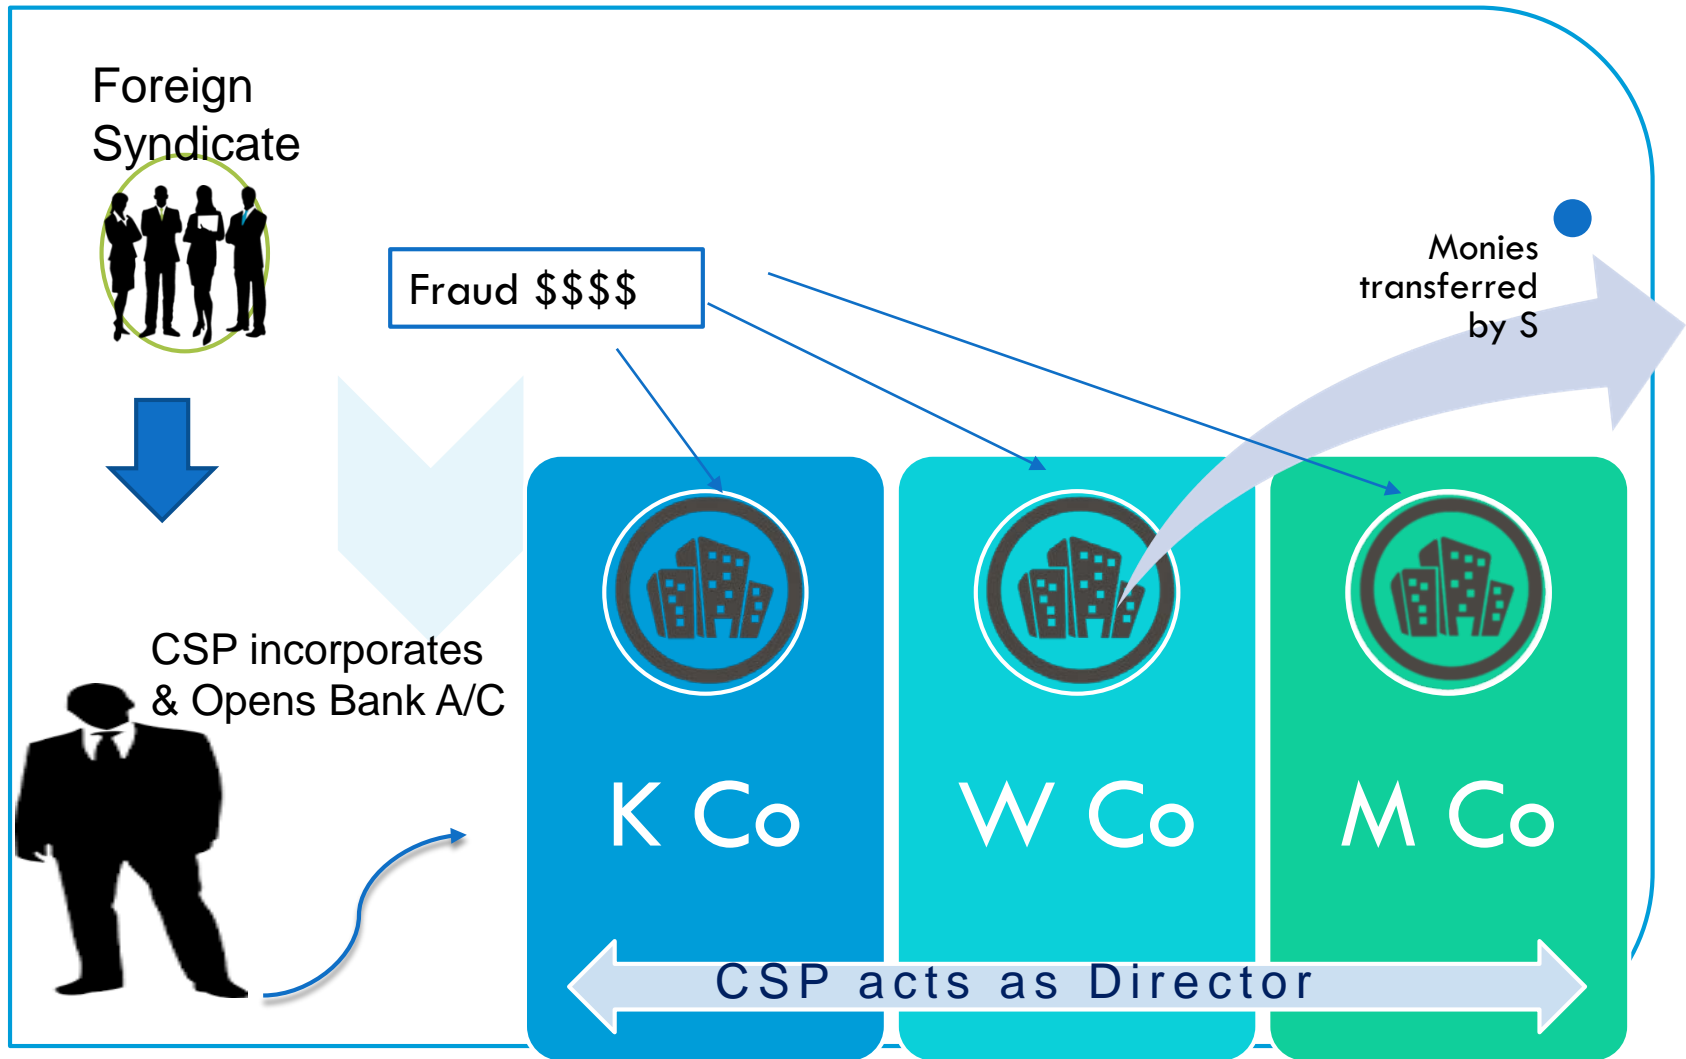 Foreign
Syndicate
Fraud $$$$
Monies
transferred
by S
CSP incorporates
& Opens Bank A/C
K Co
W Co
M Co
CSP acts as Director